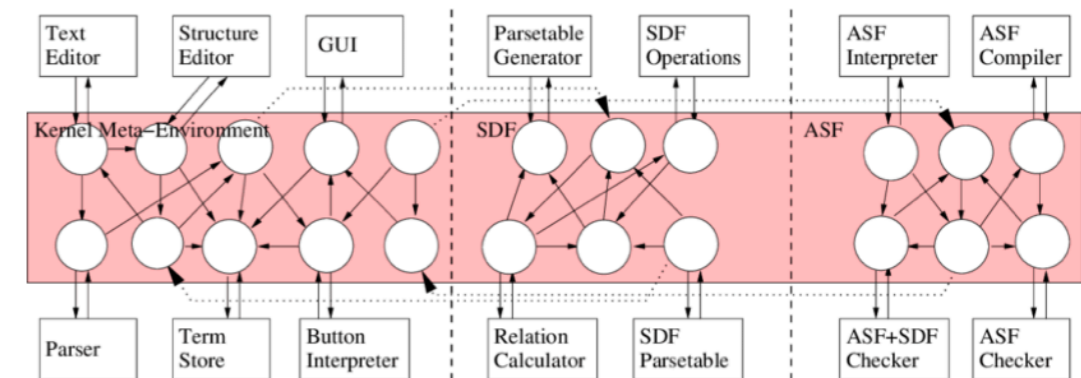 Text
Editor
Structure
Editor
GUI
Parsetable
Generator
SDF
Operations
ASF
Interpreter
ASF
Compiler
Kernel Meta-Environment
SDF
ASF
Parser
Term
Store
Button
Interpreter
Relation
Calculator
SDF
Parsetable
ASF+SDF
Checker
ASF
Checker